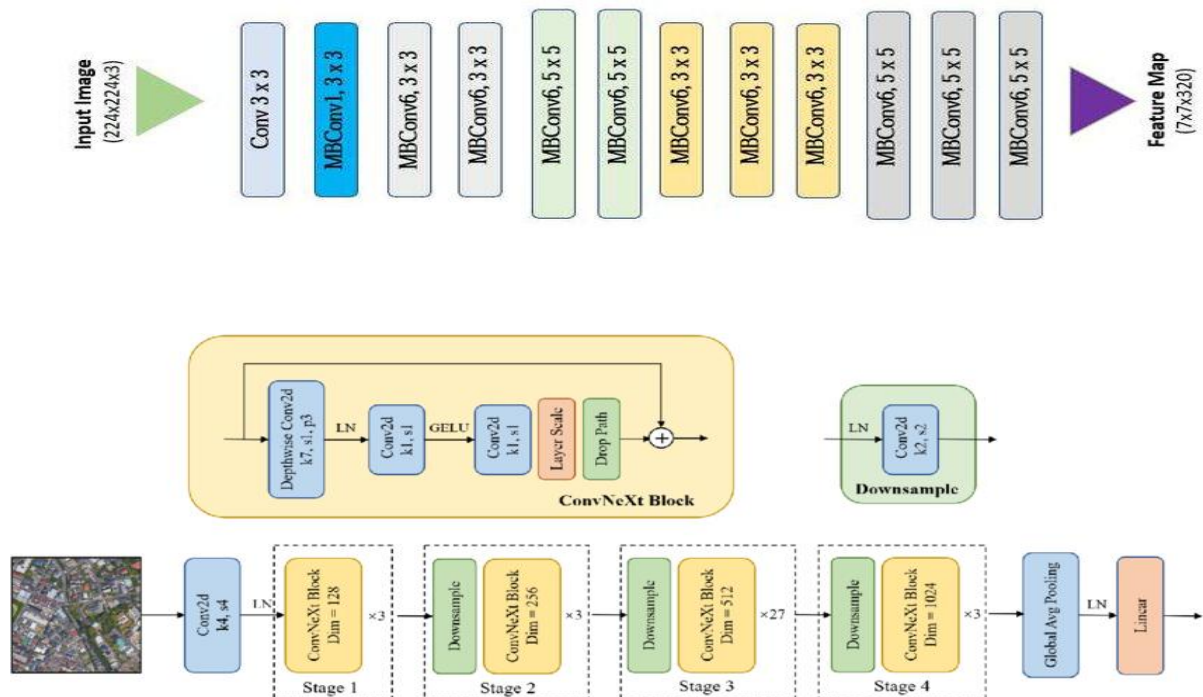 Input Image
(224x224x3)
Conv 3 x 3
MBConv1, 3 x 3
MBConv6, 3 x 3
MBConv6, 3 x 3
MBConv6, 5 x 5
MBConv6, 5 x 5
MBConv6, 3 x 3
MBConv6, 3 x 3
MBConv6, 3 x 3
MBConv6, 5 x 5
MBConv6, 5 x 5
MBConv6, 5 x 5
Feature Map
(7x7x320)
Depthwise Conv2d
k7, s1, p3
LN
Conv2d
k1, s1
GELU
Conv2d
k1, s1
Layer Scale
Drop Path
+
ConvNeXt Block
LN
Conv2d
k2, s2
Downsample
Conv2d
k4, s4
LN
ConvNeXt Block
Dim = 128
×3
Stage 1
Downsample
ConvNeXt Block
Dim = 256
×3
Stage 2
Downsample
ConvNeXt Block
Dim = 512
×27
Stage 3
Downsample
ConvNeXt Block
Dim = 1024
×3
Stage 4
Global Avg Pooling
LN
Linear